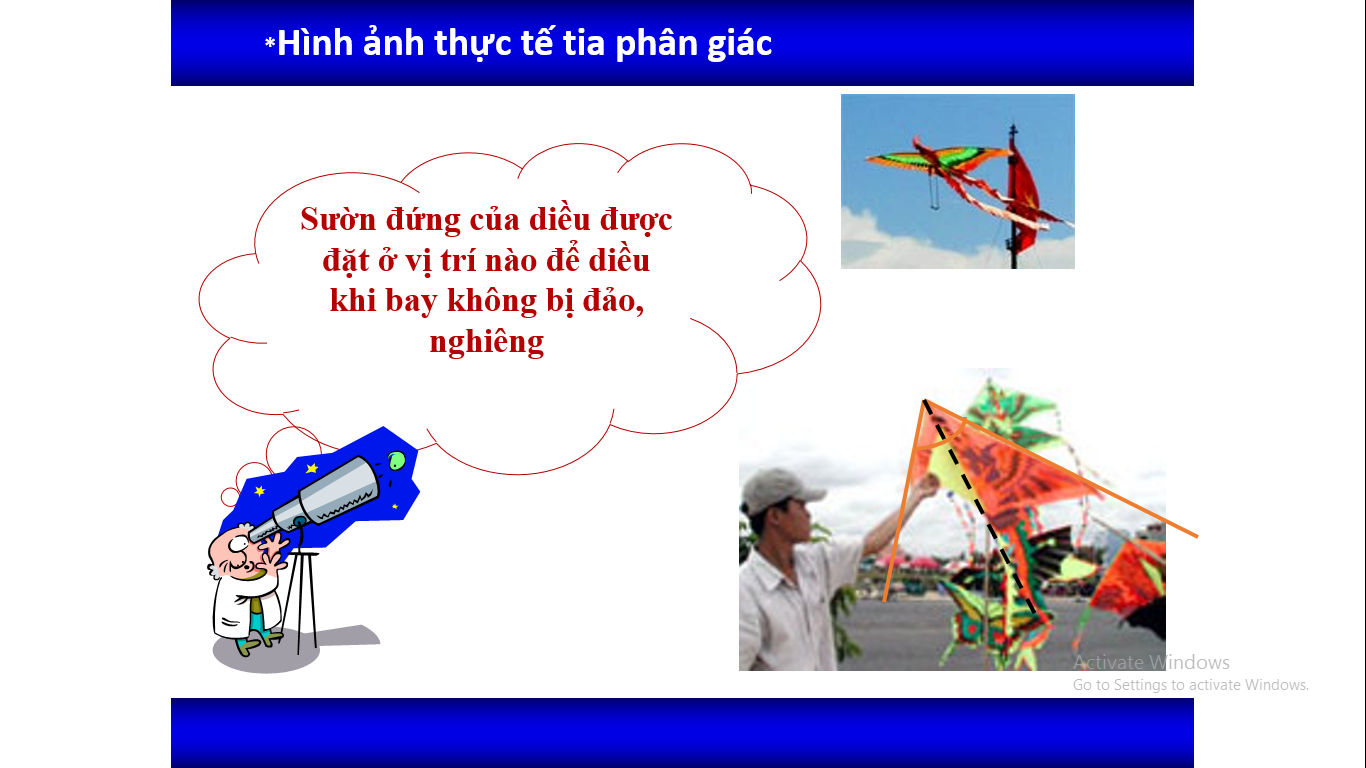 *Hình ảnh thực tế tia phân giác
Sườn đứng của diều được
đặt ở vị trí nào để diều
khi bay không bị đảo,
nghiêng
Activate Windows
Go to Settings to activate Windows.